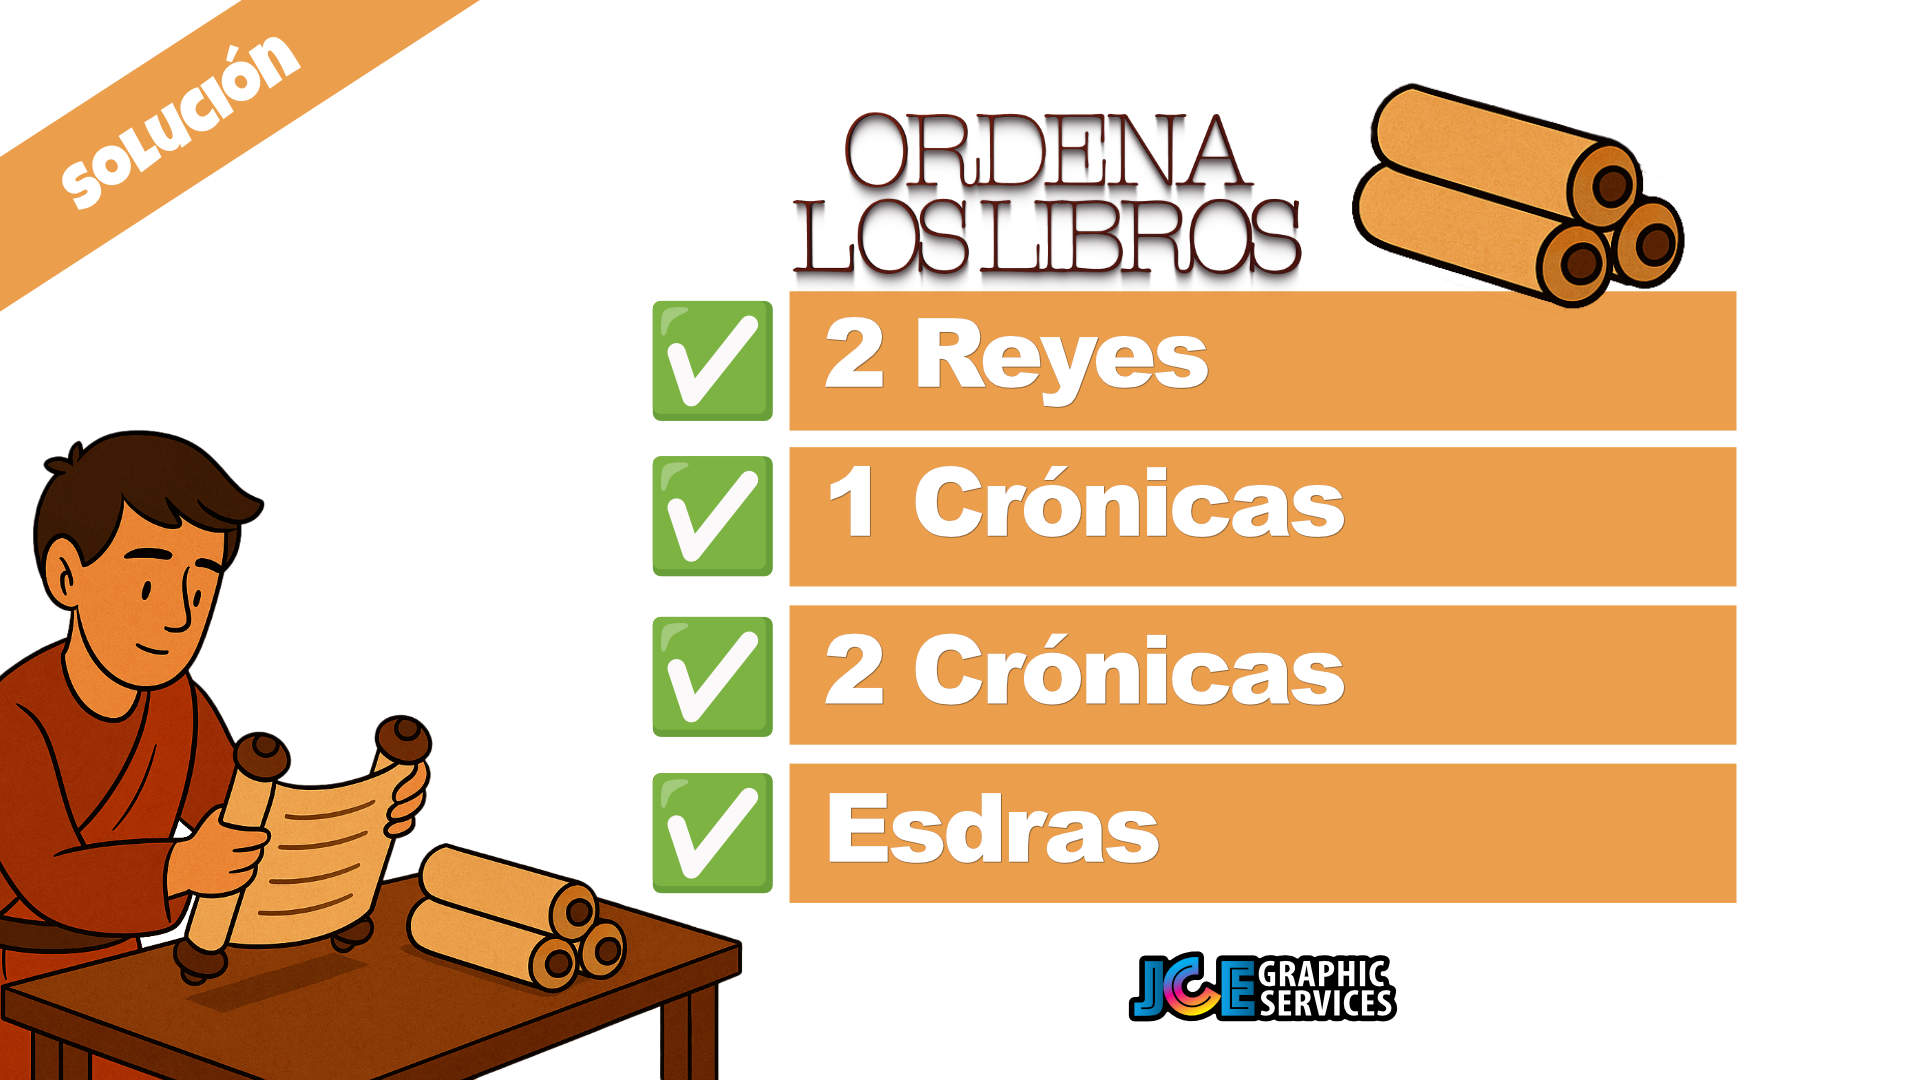 SOLUCIÓN
ORDENA
LOS LIBROS
2 Reyes
1 Crónicas
2 Crónicas
Esdras
JCE GRAPHIC
SERVICES